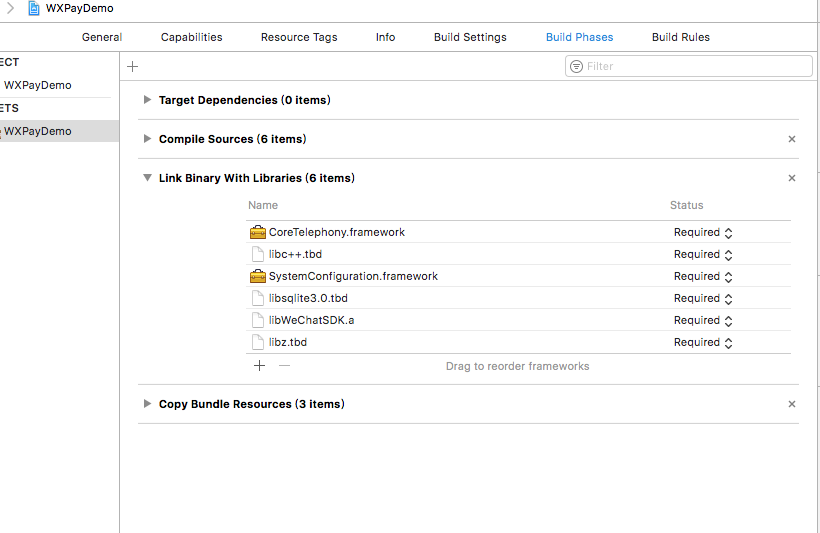 WXPayDemo
General Capabilities Resource Tags Info Build Settings Build Phases Build Rules
ECT
WXPayDemo
ETS
WXPayDemo
Filter
Target Dependencies (0 items)
Compile Sources (6 items)
Link Binary With Libraries (6 items)
Name Status
CoreTelephony.framework Required
libc++.tbd Required
SystemConfiguration.framework Required
libsqlite3.0.tbd Required
libWeChatSDK.a Required
libz.tbd Required
Drag to reorder frameworks
Copy Bundle Resources (3 items)